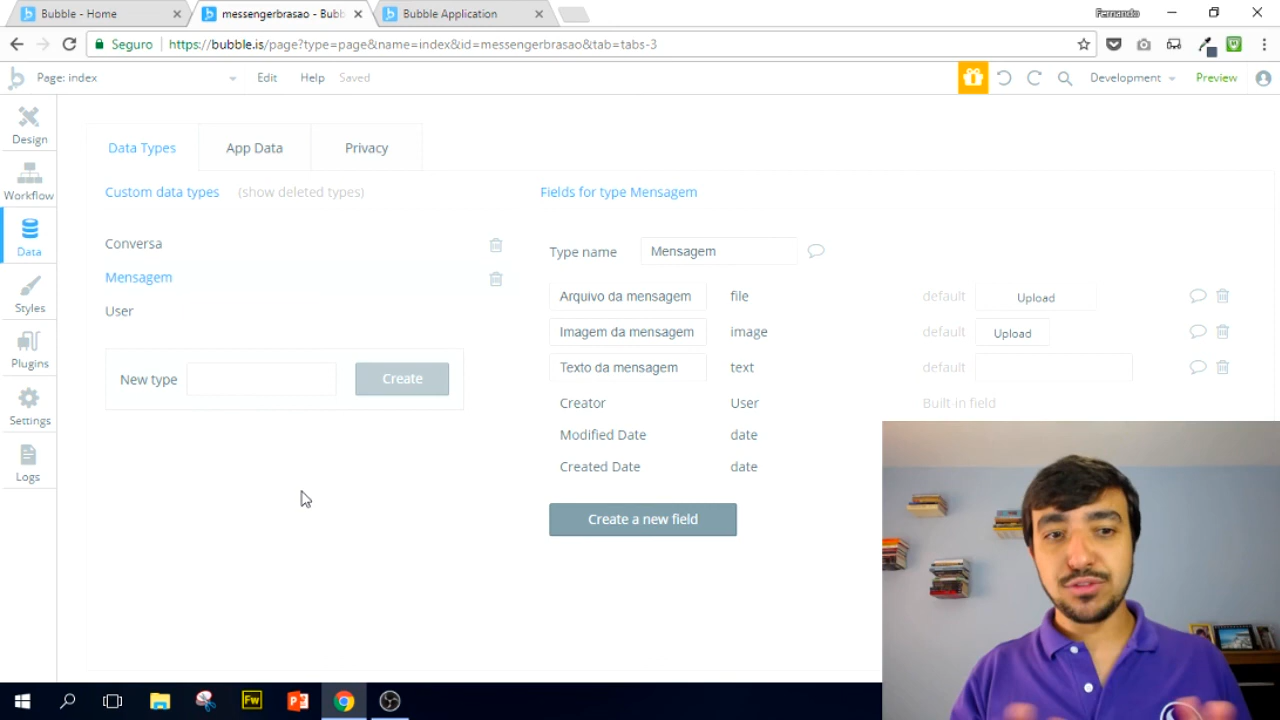 Bubble - Home
messengerbrasao - Bubb
Bubble Application
Fernando
Seguro
https://bubble.is/page?type=page&name=index&id=messengerbrasao&tab=tabs-3
Page: index
Edit
Help
Saved
Development
Preview
Design
Workflow
Data
Styles
Plugins
Settings
Logs
Data Types
App Data
Privacy
Custom data types
(show deleted types)
Conversa
Mensagem
User
New type
Create
Fields for type Mensagem
Type name
Mensagem
Arquivo da mensagem file default Upload
Imagem da mensagem image default Upload
Texto da mensagem text default
Creator User Built-in field
Modified Date date
Created Date date
Create a new field
Fw
P